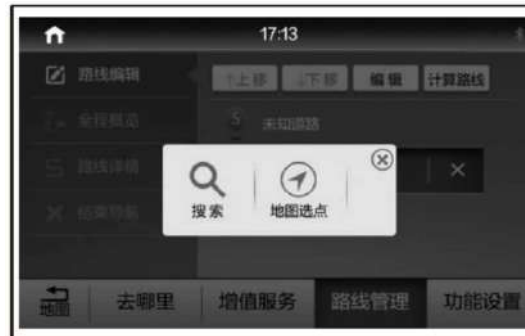 17:13
路线编辑
↑上移 ↓下移 编辑 计算路线
全程概览
S 未知道路
路线详情
结束导航
搜索 地图选点
地图 去哪里 增值服务 路线管理 功能设置